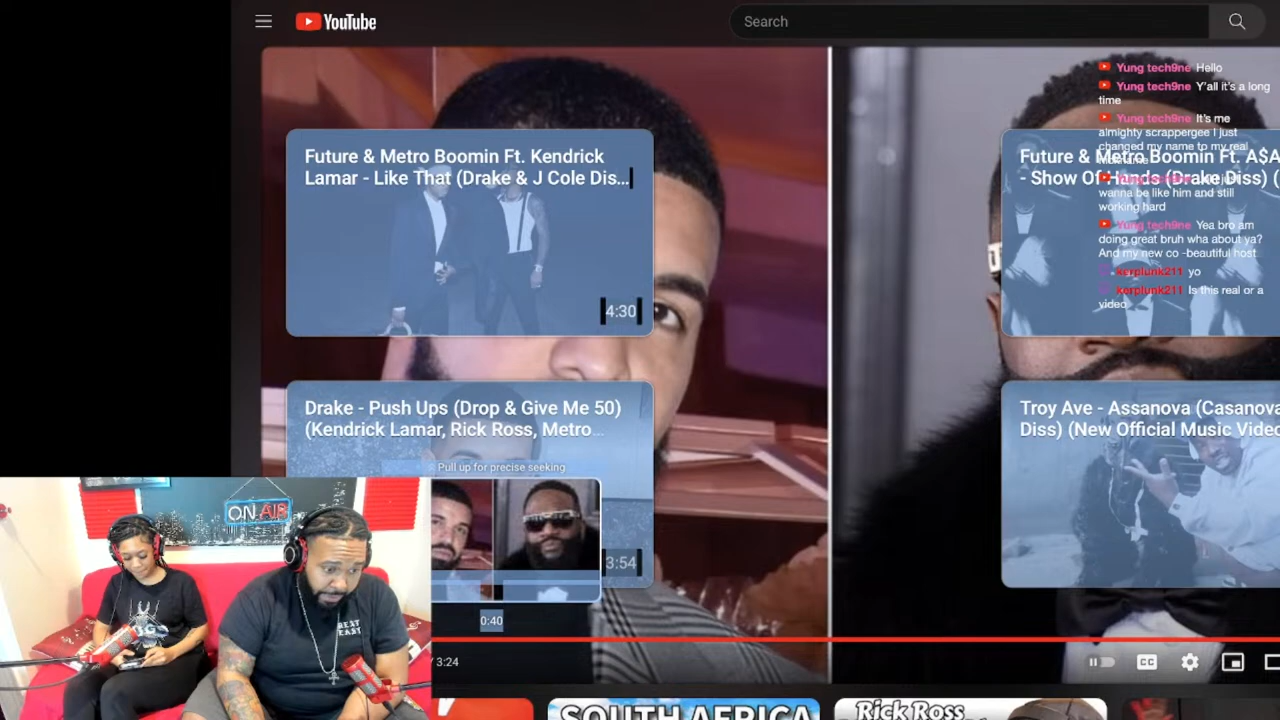 YouTube
Search
Yung tech9ne Hello
Yung tech9ne Y'all it's a long
time
Yung tech9ne It's me
almighty scrappergee I just
changed my name to my real
Yung tech9ne
wanna be like him and still
working hard
Yung tech9ne Yea bro am
doing great bruh wha about ya?
And my new co -beautiful host
kerplunk211 yo
kerplunk211 Is this real or a
video
Future & Metro Boomin Ft. Kendrick
Lamar - Like That (Drake & J Cole Dis...
4:30
Future & Metro Boomin Ft. A$A
- Show Of Hands (Drake Diss) (
Drake - Push Ups (Drop & Give Me 50)
(Kendrick Lamar, Rick Ross, Metro...
Troy Ave - Assanova (Casanova
Diss) (New Official Music Video
Pull up for precise seeking
3:54
0:40
/ 3:24
CC
ON AIR
SOUTH AFRICA
Rick Ross